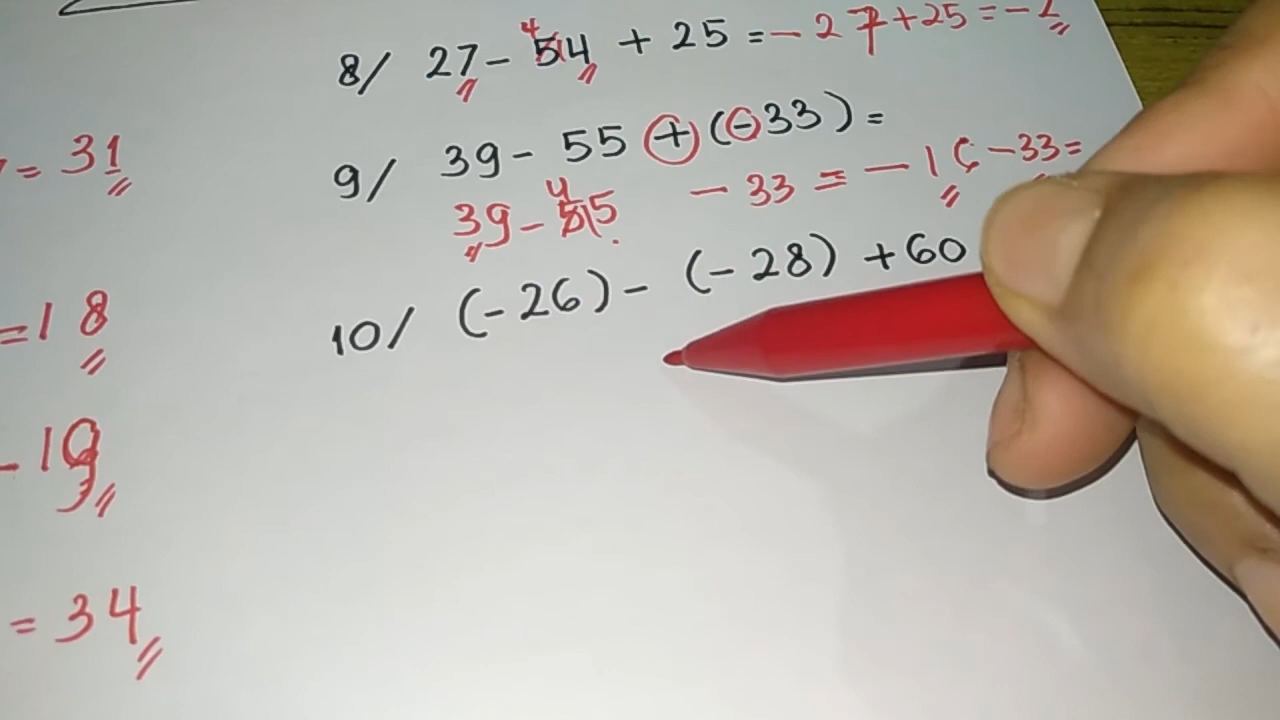 8/ 27 - 54 + 25 = - 27 + 25 = - 2
= 31
9/ 39 - 55 + (-33) =
39 - 55 - 33 = - 16 - 33 =
10/ (-26) - (-28) + 60
= 18
- 19
= 34